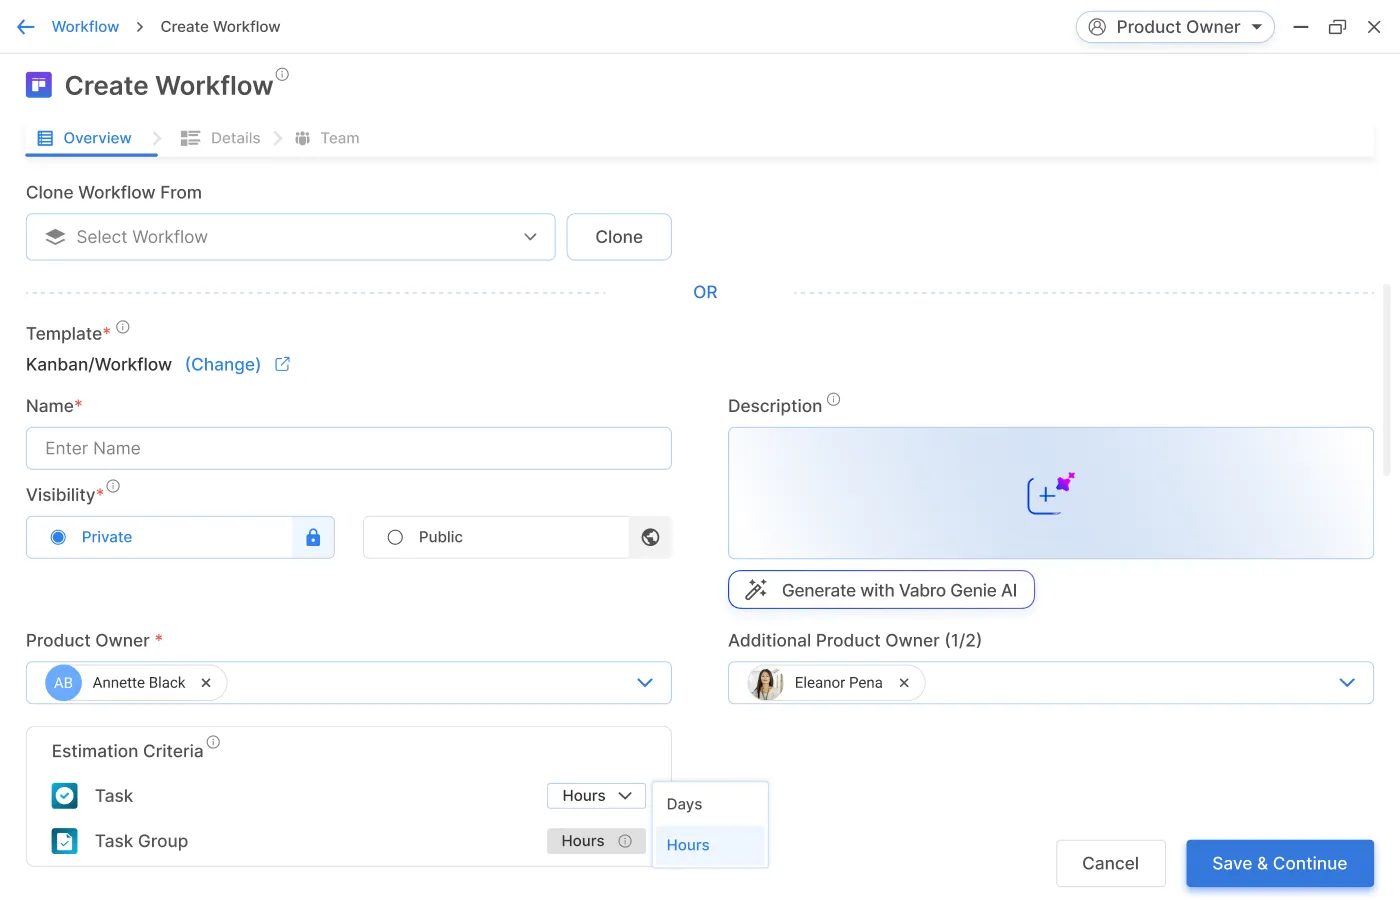 Workflow > Create Workflow
Product Owner
Create Workflow
Overview
Details
Team
Clone Workflow From
Select Workflow
Clone
OR
Template*
Kanban/Workflow (Change)
Name*
Enter Name
Description
Visibility*
Private
Public
Generate with Vabro Genie AI
Product Owner *
AB Annette Black
Additional Product Owner (1/2)
Eleanor Pena
Estimation Criteria
Task
Hours
Days
Task Group
Hours
Hours
Cancel
Save & Continue